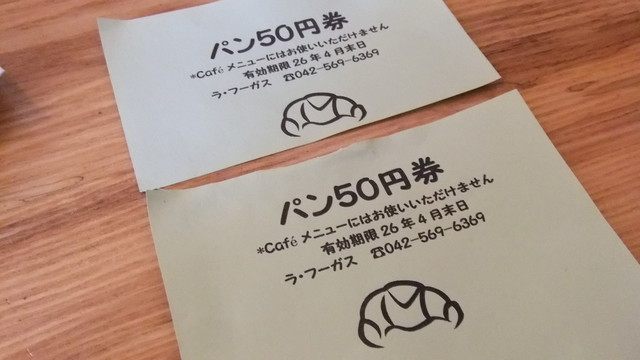 パン50円券
*Café メニューにはお使いいただけません
有効期限 26 年 4 月末日
ラ・フーガス ☎042-569-6369
パン50円券
*Café メニューにはお使いいただけません
有効期限 26 年 4 月末日
ラ・フーガス ☎042-569-6369